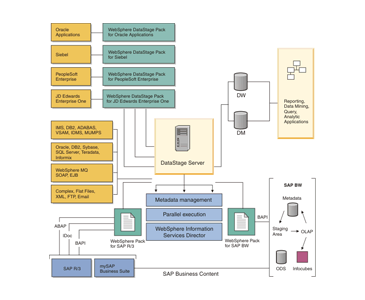 Oracle
Applications
WebSphere DataStage Pack
for Oracle Applications
Siebel
WebSphere DataStage Pack
for Siebel
PeopleSoft
Enterprise
WebSphere DataStage Pack
for PeopleSoft Enterprise
JD Edwards
Enterprise One
WebSphere DataStage Pack
for JD Edwards Enterprise One
DW
DM
Reporting,
Data Mining,
Query,
Analytic
Applications
IMS, DB2, ADABAS,
VSAM, IDMS, MUMPS
Oracle, DB2, Sybase,
SQL Server, Teradata,
Informix
WebSphere MQ
SOAP, EJB
Complex, Flat Files,
XML, FTP, Email
DataStage Server
Metadata management
Parallel execution
WebSphere Information
Services Director
ABAP
IDoc
BAPI
WebSphere Pack
for SAP R/3
WebSphere Pack
for SAP BW
BAPI
SAP BW
Metadata
Staging
Area
OLAP
ODS
Infocubes
SAP R/3
mySAP
Business Suite
SAP Business Content